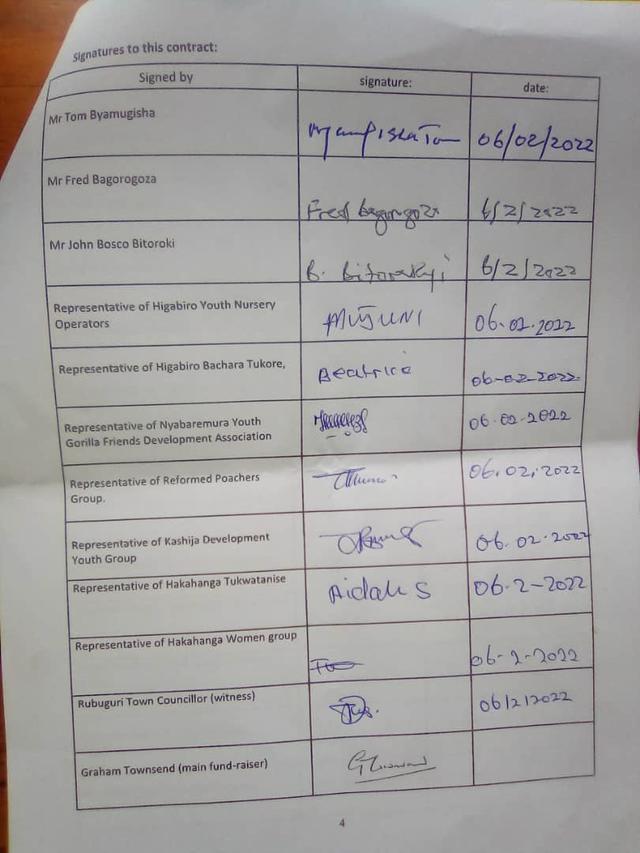 Signatures to this contract:
Signed by signature: date:
Mr Tom Byamugisha 06/02/2022
Mr Fred Bagorogoza Fred 6/2/2022
Mr John Bosco Bitoroki B. 6/2/2022
Representative of Higabiro Youth Nursery
Operators MUJUNI 06.02.2022
Representative of Higabiro Bachara Tukore, Beatrice 06-02-2022
Representative of Nyabaremura Youth
Gorilla Friends Development Association 06.02.2022
Representative of Reformed Poachers
Group. 06.02.2022
Representative of Kashija Development
Youth Group 06.02.2022
Representative of Hakahanga Tukwatanise Aidah S 06.2-2022
Representative of Hakahanga Women group 06-2-2022
Rubuguri Town Councillor (witness) 06/2/2022
Graham Townsend (main fund-raiser)
4